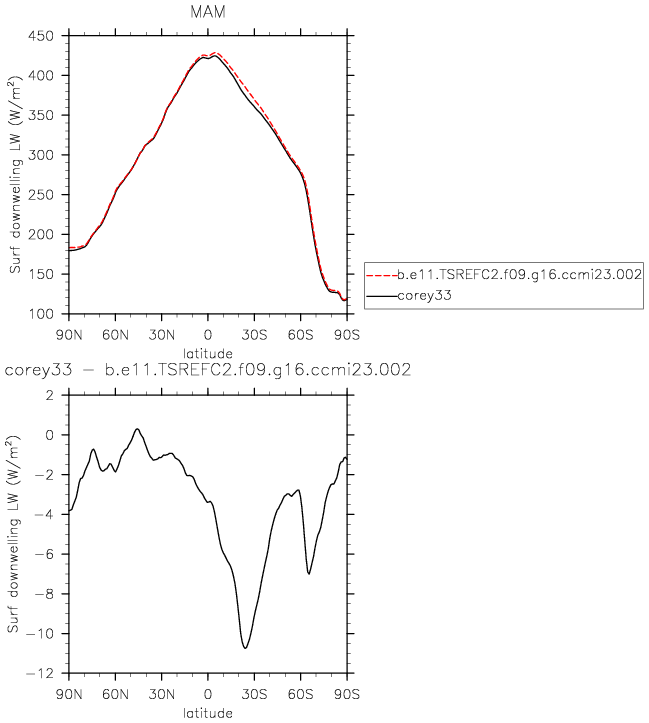 MAM
Surf downwelling LW (W/m²)
450
400
350
300
250
200
150
100
90N 60N 30N 0 30S 60S 90S
latitude
b.e11.TSREFC2.f09.g16.ccmi23.002
corey33
corey33 − b.e11.TSREFC2.f09.g16.ccmi23.002
Surf downwelling LW (W/m²)
2
0
−2
−4
−6
−8
−10
−12
90N 60N 30N 0 30S 60S 90S
latitude